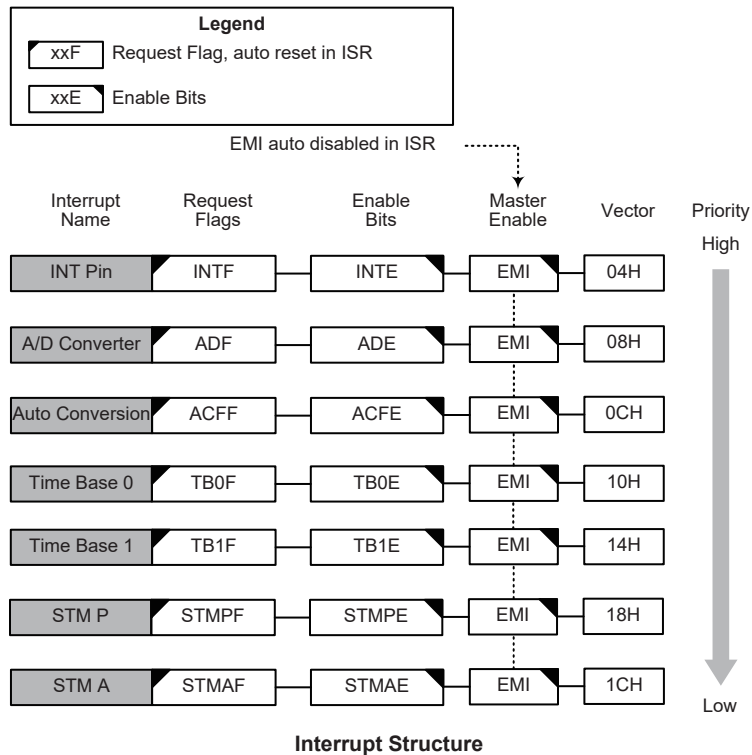 Legend
xxF Request Flag, auto reset in ISR
xxE Enable Bits
EMI auto disabled in ISR
Interrupt Name Request Flags Enable Bits Master Enable Vector Priority
High
INT Pin INTF INTE EMI 04H
A/D Converter ADF ADE EMI 08H
Auto Conversion ACFF ACFE EMI 0CH
Time Base 0 TB0F TB0E EMI 10H
Time Base 1 TB1F TB1E EMI 14H
STM P STMPF STMPE EMI 18H
STM A STMAF STMAE EMI 1CH
Low
Interrupt Structure